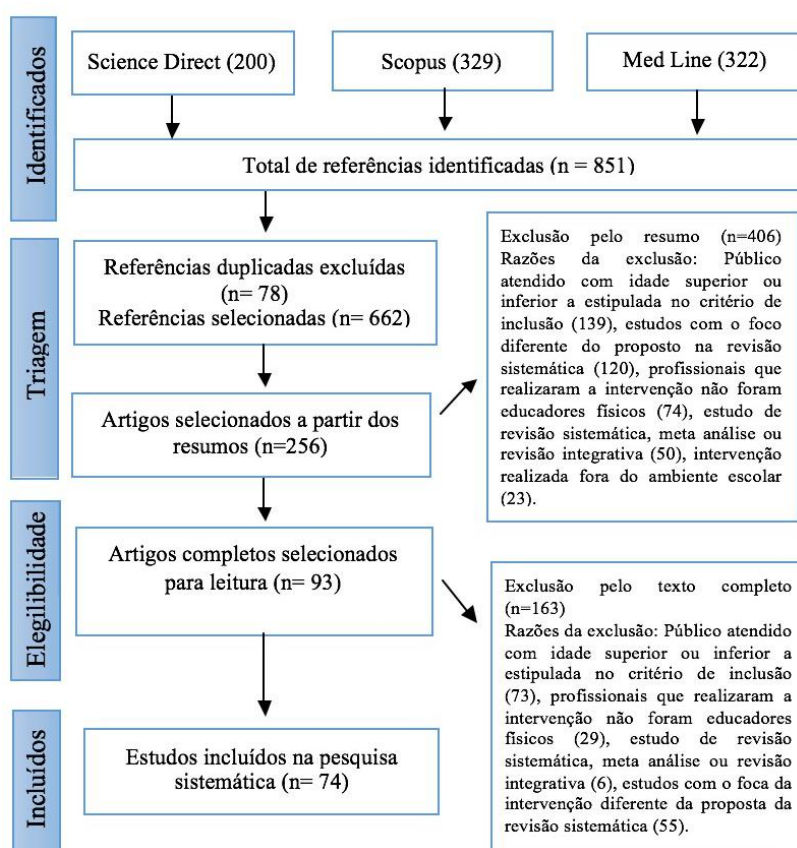 Identificados
Science Direct (200)
Scopus (329)
Med Line (322)
Total de referências identificadas (n = 851)
Triagem
Referências duplicadas excluídas
(n= 78)
Referências selecionadas (n= 662)
Exclusão pelo resumo (n=406)
Razões da exclusão: Público
atendido com idade superior ou
inferior a estipulada no critério de
inclusão (139), estudos com o foco
diferente do proposto na revisão
sistemática (120), profissionais que
realizaram a intervenção não foram
educadores físicos (74), estudo de
revisão sistemática, meta análise ou
revisão integrativa (50), intervenção
realizada fora do ambiente escolar
(23).
Artigos selecionados a partir dos
resumos (n=256)
Elegilibilidade
Artigos completos selecionados
para leitura (n= 93)
Exclusão pelo texto completo
(n=163)
Razões da exclusão: Público atendido
com idade superior ou inferior a
estipulada no critério de inclusão
(73), profissionais que realizaram a
intervenção não foram educadores
físicos (29), estudo de revisão
sistemática, meta análise ou revisão
integrativa (6), estudos com o foca da
intervenção diferente da proposta da
revisão sistemática (55).
Incluídos
Estudos incluídos na pesquisa
sistemática (n= 74)